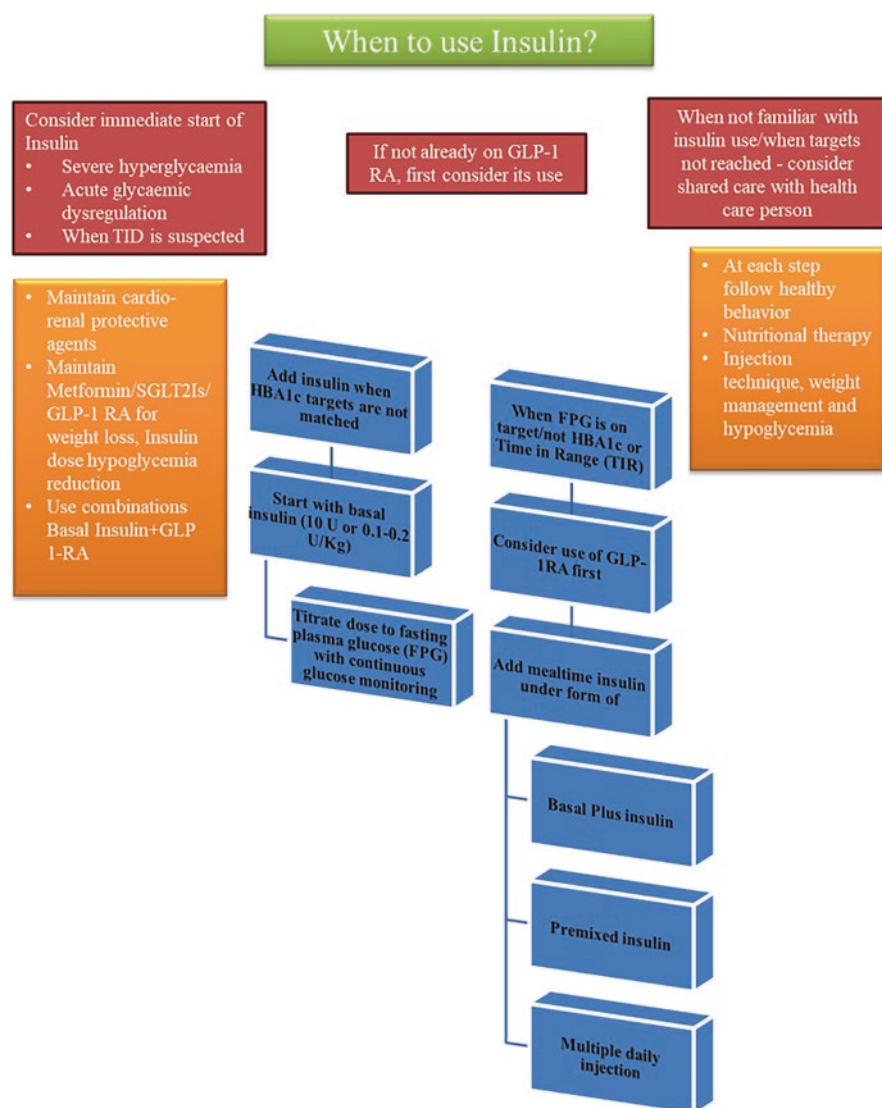 When to use Insulin?
Consider immediate start of
Insulin
• Severe hyperglycaemia
• Acute glycaemic
dysregulation
• When TID is suspected
If not already on GLP-1
RA, first consider its use
When not familiar with
insulin use/when targets
not reached - consider
shared care with health
care person
• Maintain cardio-
renal protective
agents
• Maintain
Metformin/SGLT2Is/
GLP-1 RA for
weight loss, Insulin
dose hypoglycemia
reduction
• Use combinations
Basal Insulin+GLP
1-RA
• At each step
follow healthy
behavior
• Nutritional therapy
• Injection
technique, weight
management and
hypoglycemia
Add insulin when
HBA1c targets are not
matched
Start with basal
insulin (10 U or 0.1-0.2
U/Kg)
Titrate dose to fasting
plasma glucose (FPG)
with continuous
glucose monitoring
When FPG is on
target/not HBA1c or
Time in Range (TIR)
Consider use of GLP-
1RA first
Add mealtime insulin
under form of
Basal Plus insulin
Premixed insulin
Multiple daily
injection